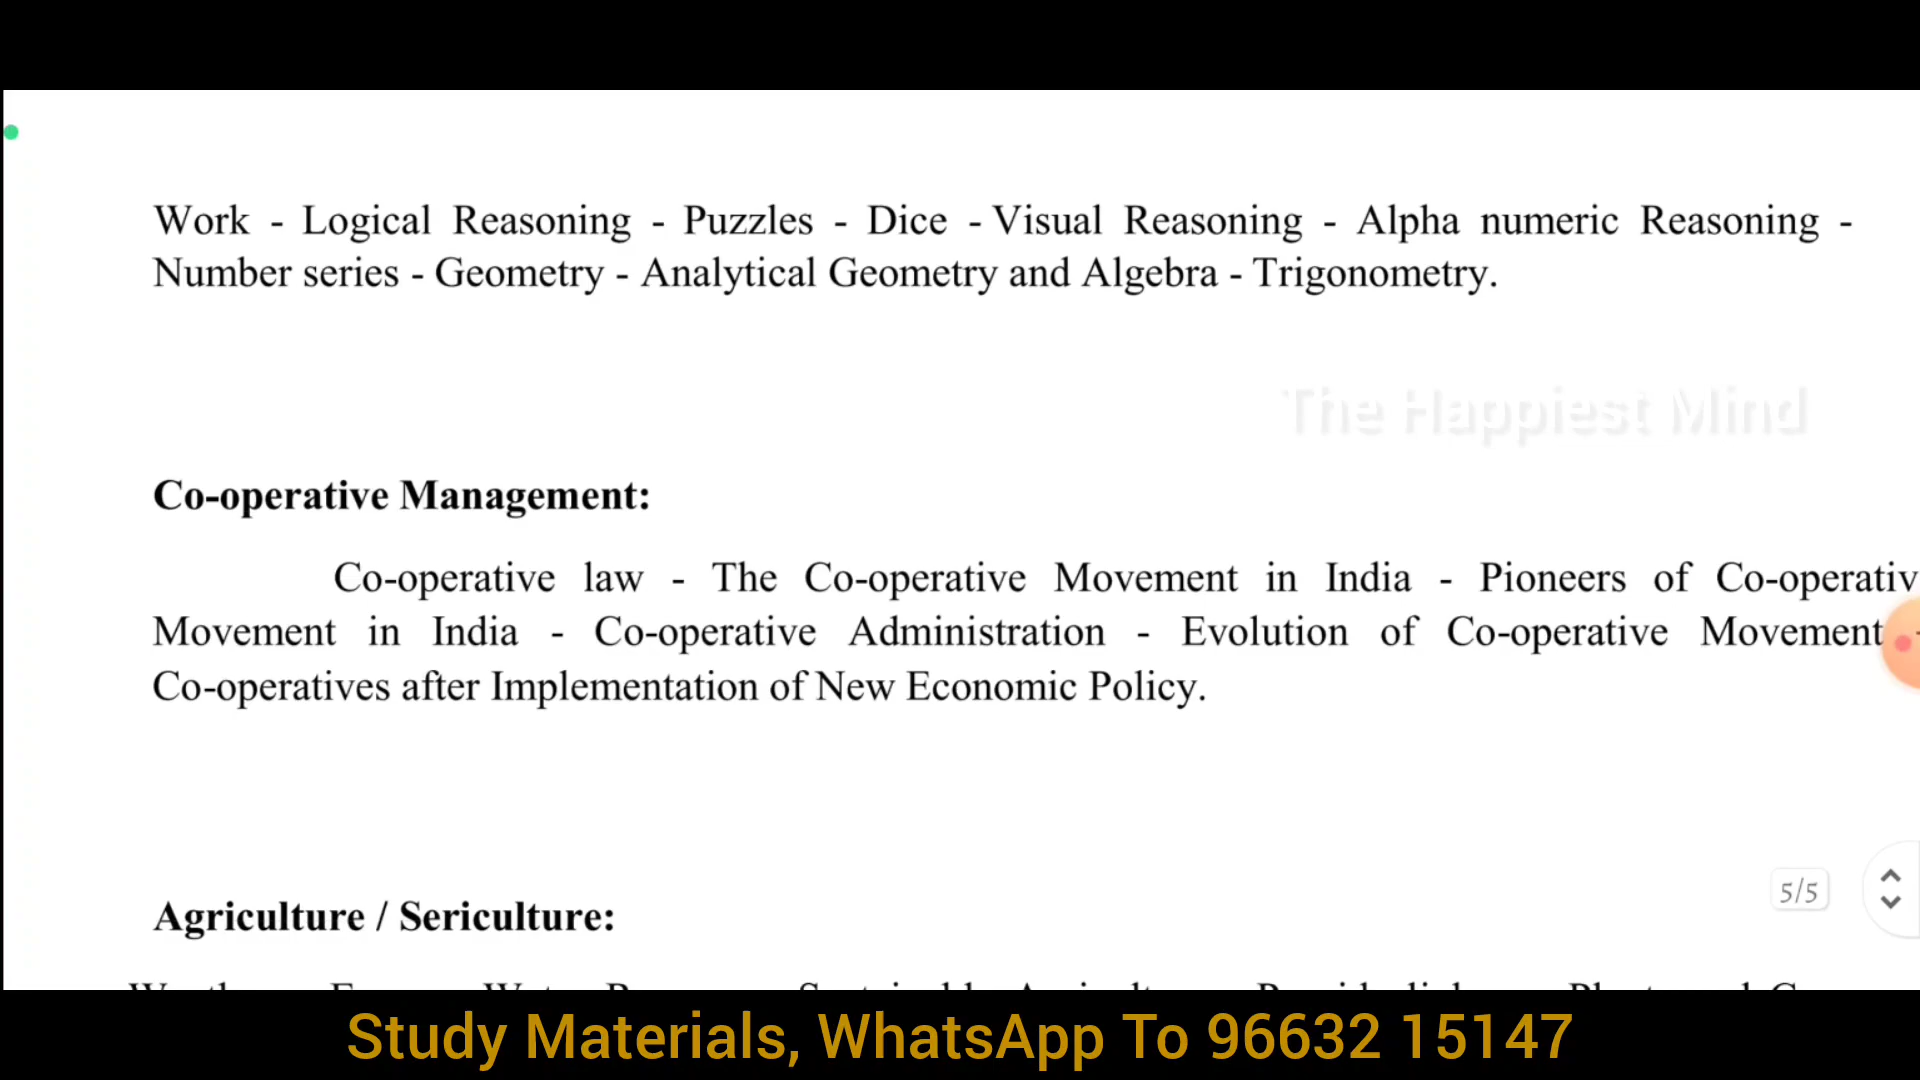 Work - Logical Reasoning - Puzzles - Dice - Visual Reasoning - Alpha numeric Reasoning -
Number series - Geometry - Analytical Geometry and Algebra - Trigonometry.
The Happiest Mind
Co-operative Management:
Co-operative law - The Co-operative Movement in India - Pioneers of Co-operativ
Movement in India - Co-operative Administration - Evolution of Co-operative Movement
Co-operatives after Implementation of New Economic Policy.
5/5
Agriculture / Sericulture:
Study Materials, WhatsApp To 96632 15147